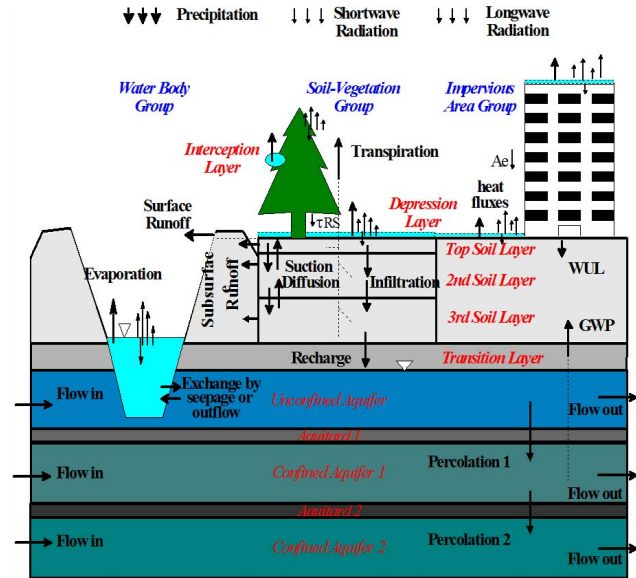 Precipitation
Shortwave
Radiation
Longwave
Radiation
Water Body
Group
Soil-Vegetation
Group
Impervious
Area Group
Interception
Layer
Transpiration
Ae
Surface
Runoff
τRS
Depression
Layer
heat
fluxes
Evaporation
Subsurfae
Runoff
Suction
Diffusion
Infiltration
Top Soil Layer
2nd Soil Layer
3rd Soil Layer
WUL
GWP
Recharge
Transition Layer
Flow in
Exchange by
seepage or
outflow
Unconfined Aquifer
Flow out
Aquitard 1
Flow in
Confined Aquifer 1
Percolation 1
Flow out
Aquitard 2
Flow in
Confined Aquifer 2
Percolation 2
Flow out